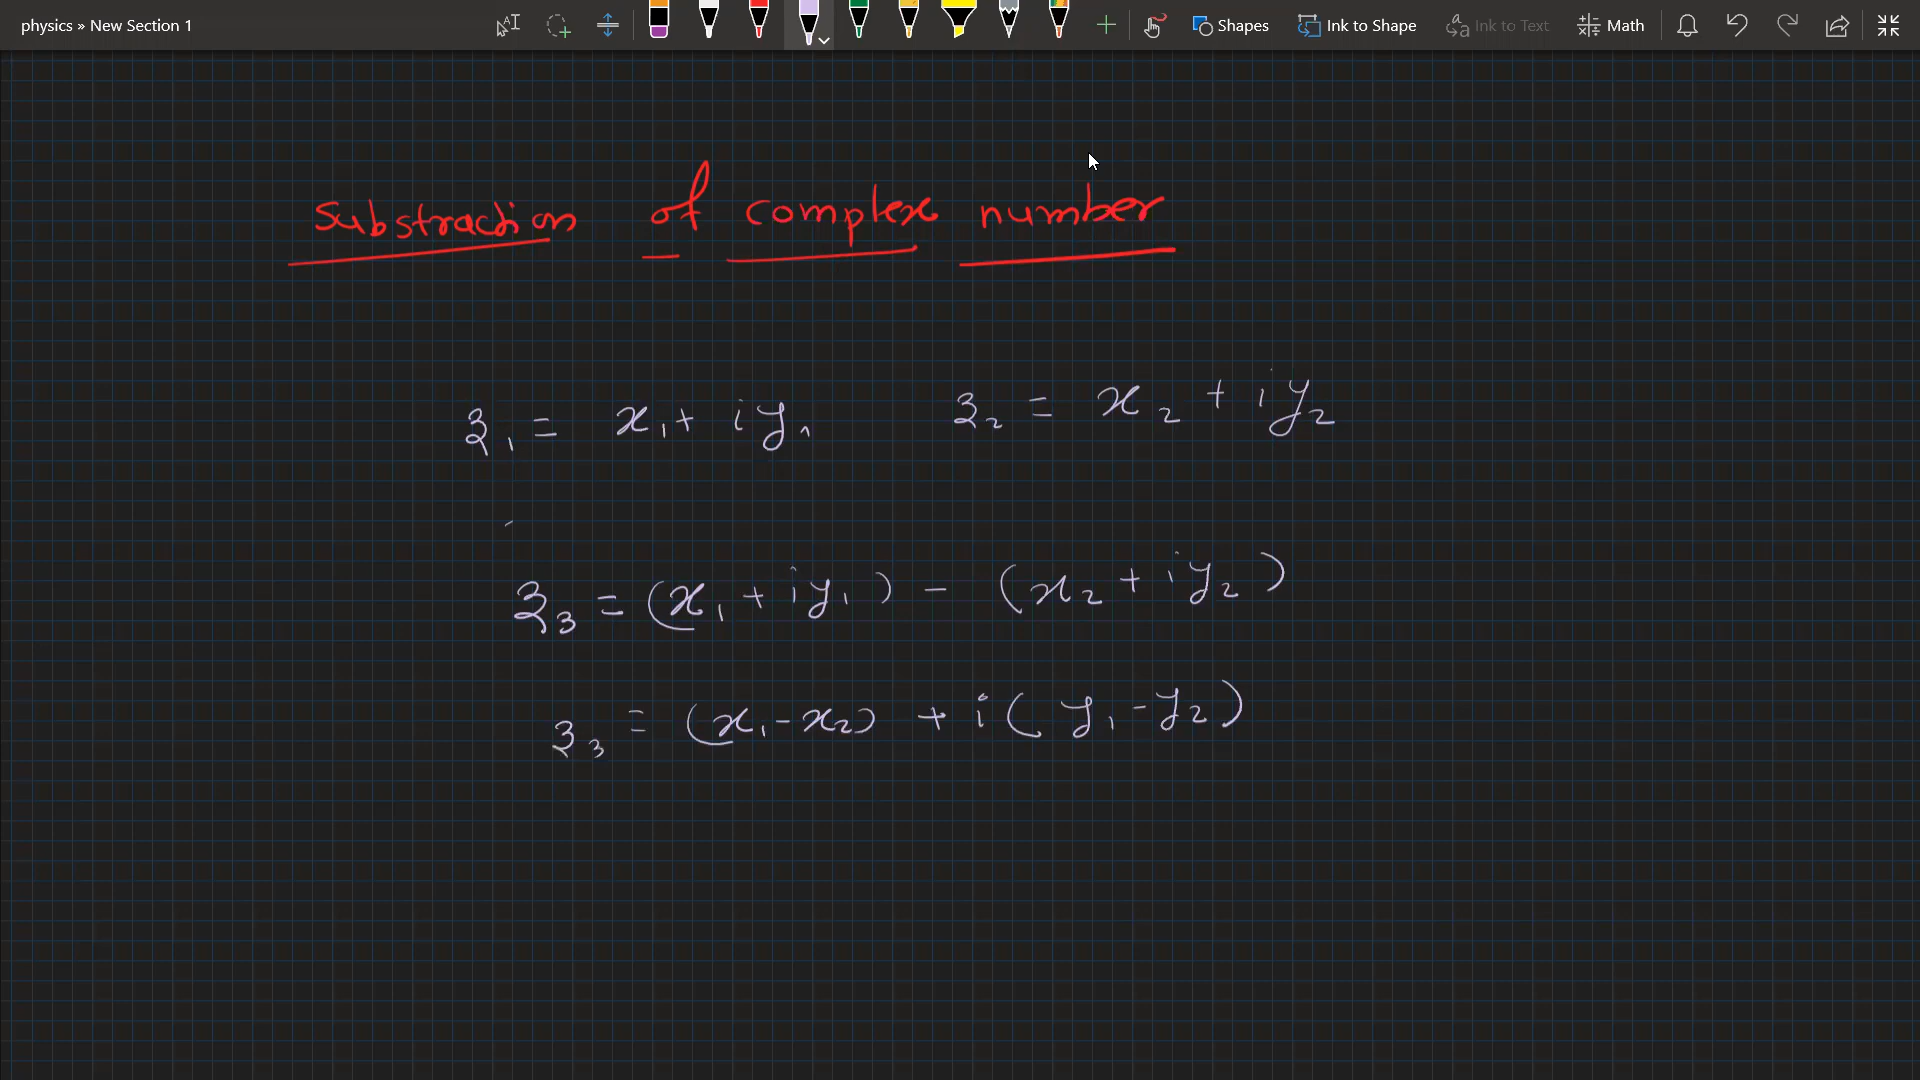 physics » New Section 1
Shapes
Ink to Shape
Ink to Text
Math
Substraction of complex number
z₁ = x₁ + iy₁ z₂ = x₂ + iy₂
z₃ = (x₁ + iy₁) - (x₂ + iy₂)
z₃ = (x₁ - x₂) + i(y₁ - y₂)